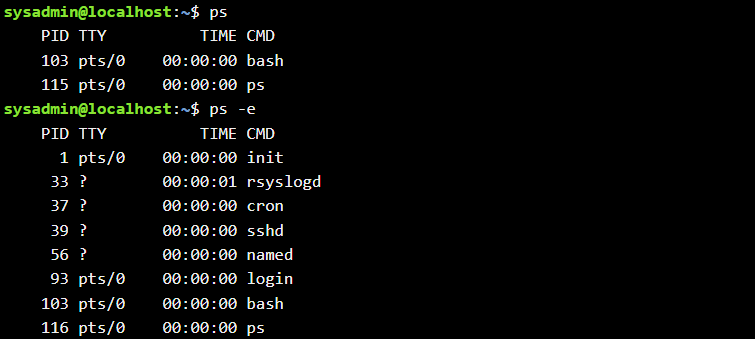 sysadmin@localhost:~$ ps
    PID TTY          TIME CMD
    103 pts/0    00:00:00 bash
    115 pts/0    00:00:00 ps
sysadmin@localhost:~$ ps -e
    PID TTY          TIME CMD
      1 pts/0    00:00:00 init
     33 ?        00:00:01 rsyslogd
     37 ?        00:00:00 cron
     39 ?        00:00:00 sshd
     56 ?        00:00:00 named
     93 pts/0    00:00:00 login
    103 pts/0    00:00:00 bash
    116 pts/0    00:00:00 ps